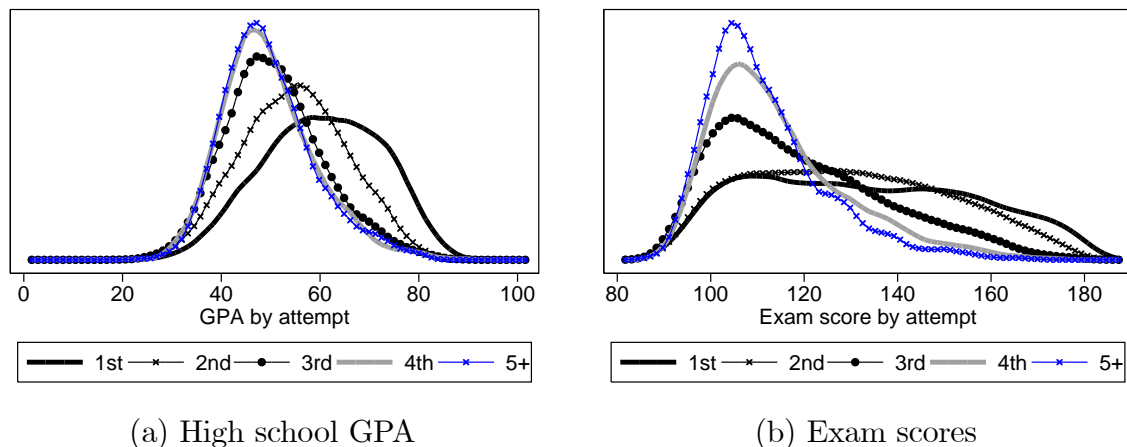 0 20 40 60 80 100
GPA by attempt
1st 2nd 3rd 4th 5+
(a) High school GPA
80 100 120 140 160 180
Exam score by attempt
1st 2nd 3rd 4th 5+
(b) Exam scores